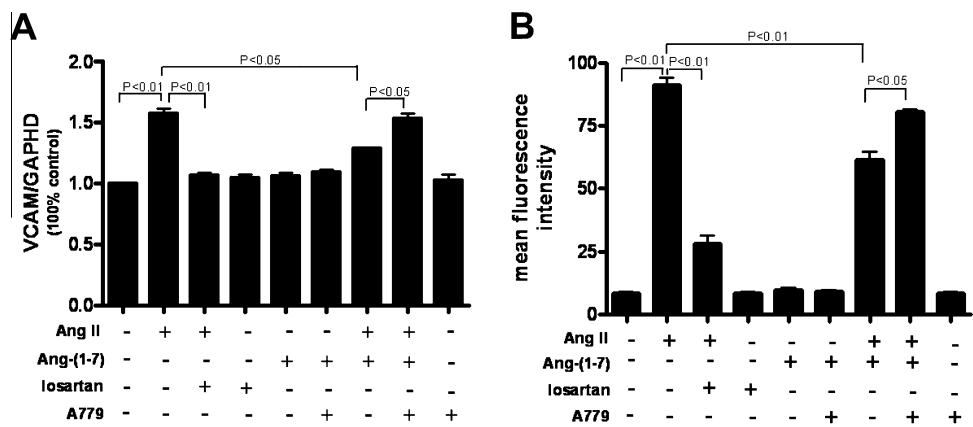 A
VCAM/GAPHD
(100% control)
2.0
1.5
1.0
0.5
0.0
P<0.05
P<0.01
P<0.01
P<0.05
Ang II - + + - - - + + -
Ang-(1-7) - - - - + + + + -
losartan - - + + - - - - -
A779 - - - - - + - + +
B
mean fluorescence
intensity
100
75
50
25
0
P<0.01
P<0.01
P<0.01
P<0.05
Ang II - + + - - - + + -
Ang-(1-7) - - - - + + + + -
losartan - - + + - - - - -
A779 - - - - - + - + +